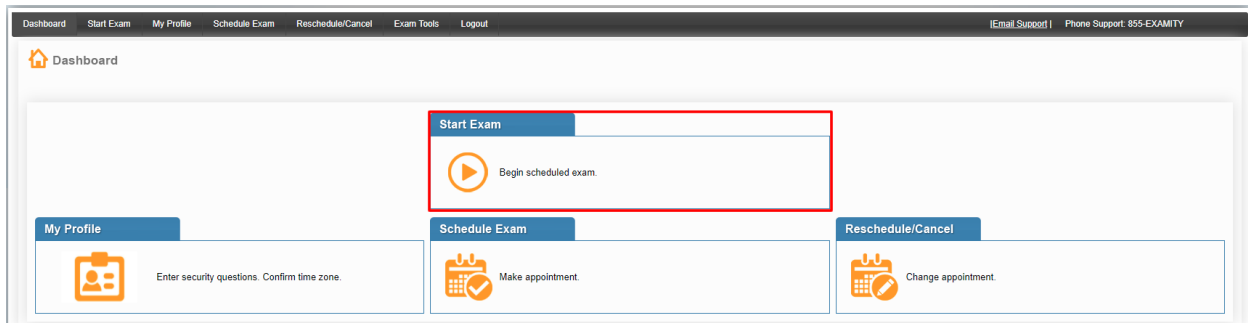 Dashboard Start Exam My Profile Schedule Exam Reschedule/Cancel Exam Tools Logout |Email Support| Phone Support: 855-EXAMITY
Dashboard
Start Exam
Begin scheduled exam.
My Profile
Enter security questions. Confirm time zone.
Schedule Exam
Make appointment.
Reschedule/Cancel
Change appointment.